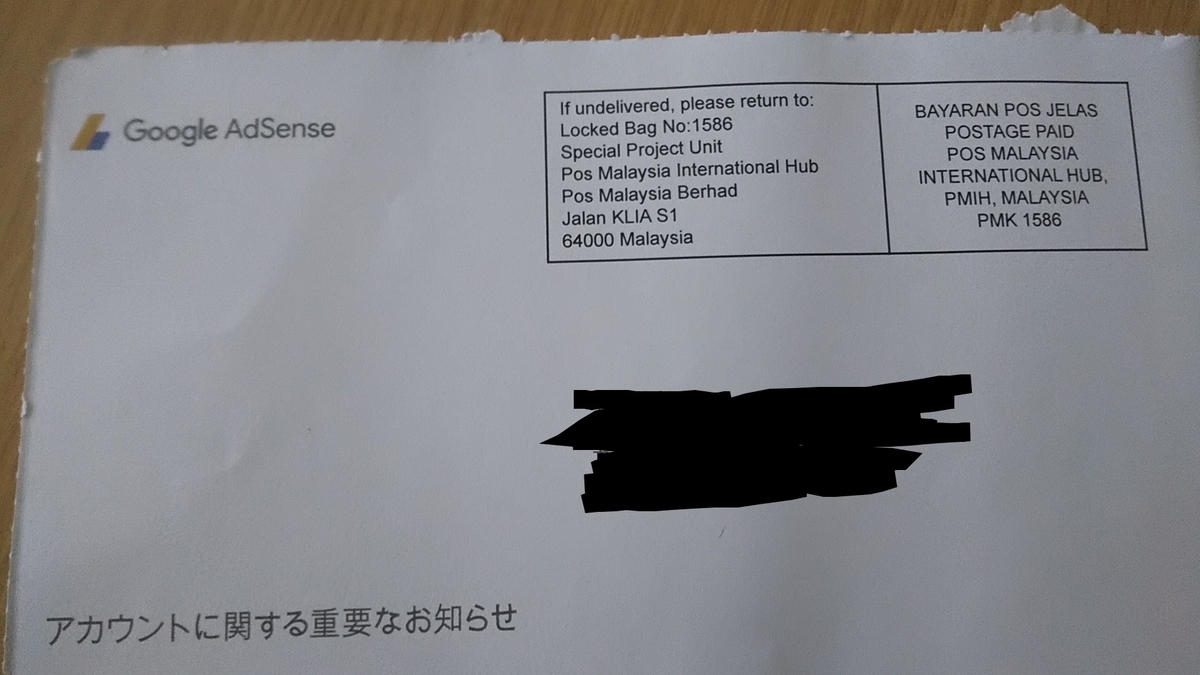 Google AdSense
If undelivered, please return to:
Locked Bag No:1586
Special Project Unit
Pos Malaysia International Hub
Pos Malaysia Berhad
Jalan KLIA S1
64000 Malaysia
BAYARAN POS JELAS
POSTAGE PAID
POS MALAYSIA
INTERNATIONAL HUB,
PMIH, MALAYSIA
PMK 1586
アカウントに関する重要なお知らせ